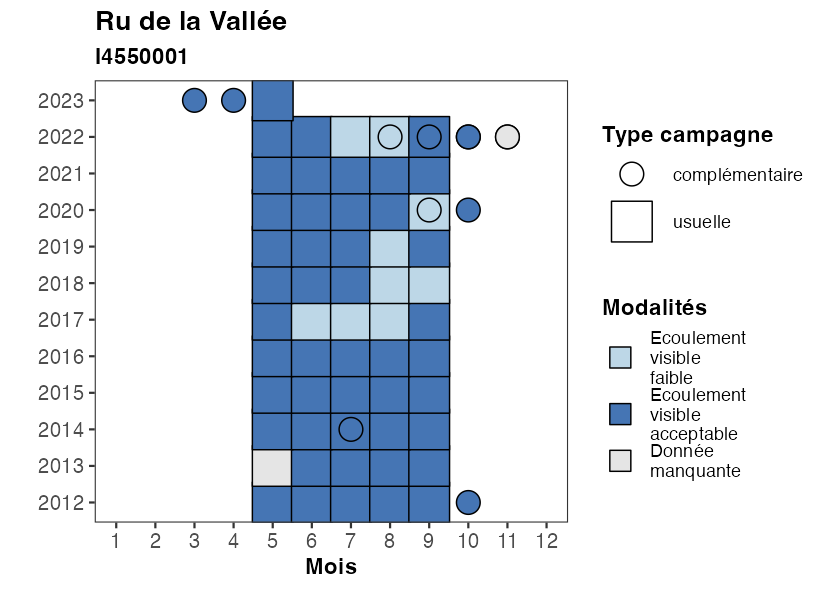 Ru de la Vallée
I4550001
2023
2022
2021
2020
2019
2018
2017
2016
2015
2014
2013
2012
1 2 3 4 5 6 7 8 9 10 11 12
Mois
Type campagne
complémentaire
usuelle
Modalités
Ecoulement
visible
faible
Ecoulement
visible
acceptable
Donnée
manquante